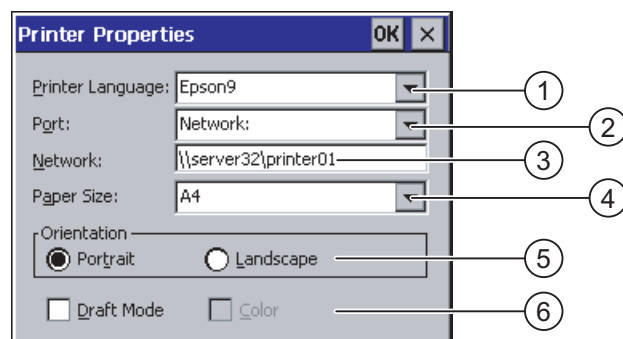 Printer Properties OK ×
Printer Language: Epson9 1
Port: Network: 2
Network: \\server32\printer01 3
Paper Size: A4 4
Orientation
Portrait Landscape 5
Draft Mode Color 6